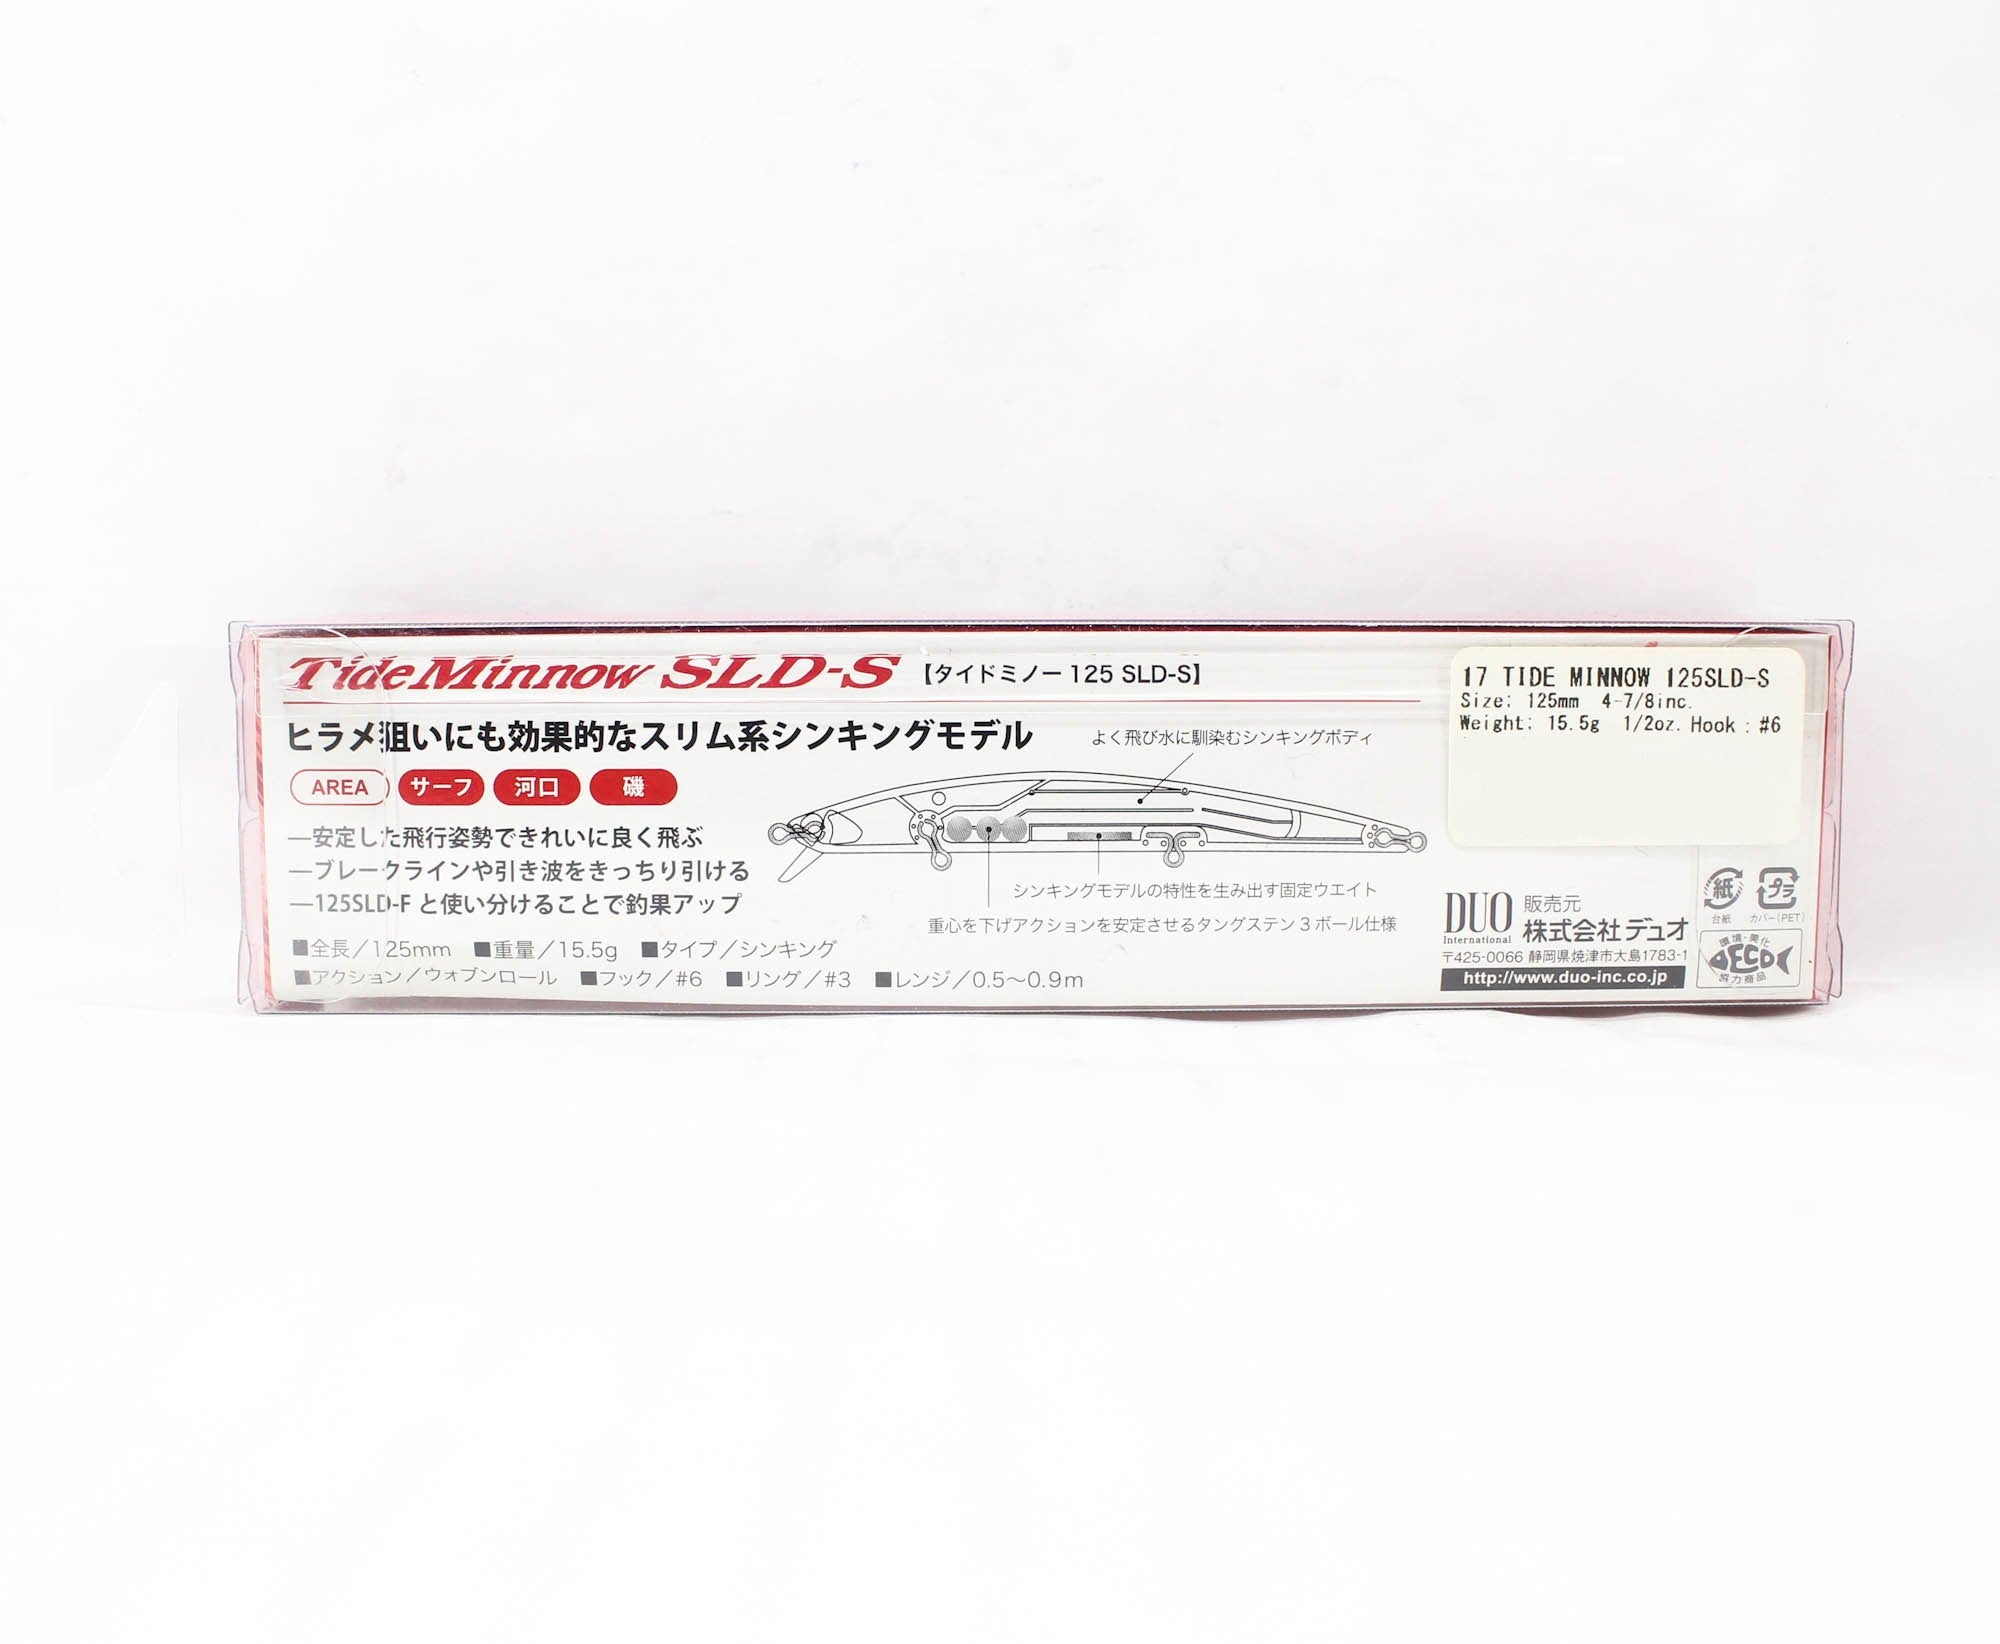 Tide Minnow SLD-S 【タイドミノー 125 SLD-S】
ヒラメ狙いにも効果的なスリム系シンキングモデル
AREA サーフ 河口 磯
―安定した飛行姿勢できれいに良く飛ぶ
―ブレークラインや引き波をきっちり引ける
―125SLD-F と使い分けることで釣果アップ
■全長／125mm ■重量／15.5g ■タイプ／シンキング
■アクション／ウォブンロール ■フック／#6 ■リング／#3 ■レンジ／0.5～0.9m
よく飛び水に馴染むシンキングボディ
シンキングモデルの特性を生み出す固定ウエイト
重心を下げアクションを安定させるタングステン 3 ボール仕様
17 TIDE MINNOW 125SLD-S
Size: 125mm 4-7/8inc.
Weight: 15.5g 1/2oz. Hook : #6
DUO
International
販売元
株式会社デュオ
〒425-0066 静岡県焼津市大島1783-1
http://www.duo-inc.co.jp
紙
台紙
プラ
カバー(PET)
環境・美化
ECO
協力商品